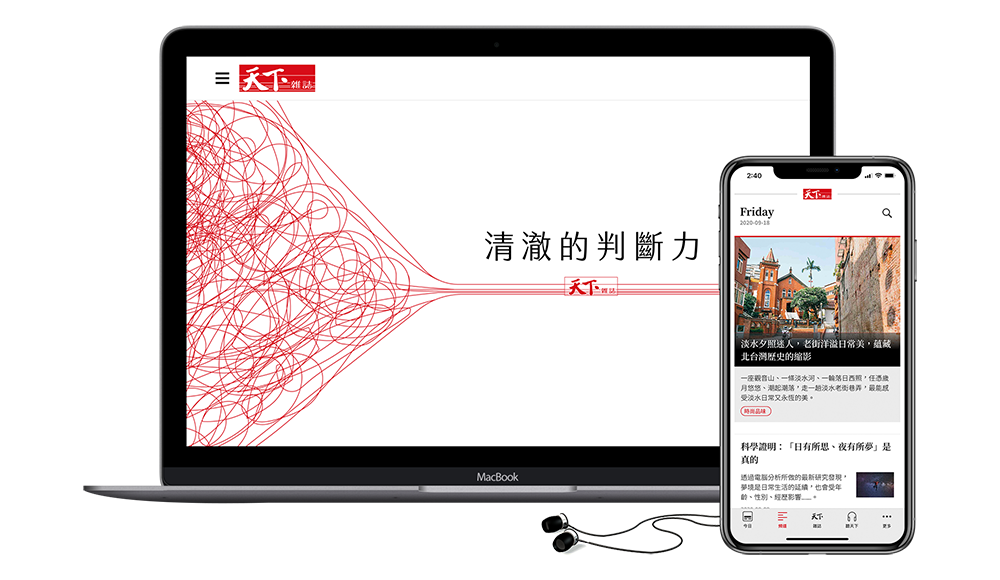 天下雜誌
清澈的判斷力
天下雜誌
MacBook
2:40
天下雜誌
Friday
2020-09-18
淡水夕照迷人，老街洋溢日常美，蘊藏
北台灣歷史的縮影
一座觀音山、一條淡水河、一輪落日西照，任憑歲
月悠悠、潮起潮落，走一趟淡水老街巷弄，最能感
受淡水日常又永恆的美。
時尚品味
科學證明：「日有所思、夜有所夢」是
真的
透過電腦分析所做的最新研究發現，
夢境是日常生活的延續，也會受年
齡、性別、經歷影響……。
今日
頻道
天下
雜誌
聽天下
更多